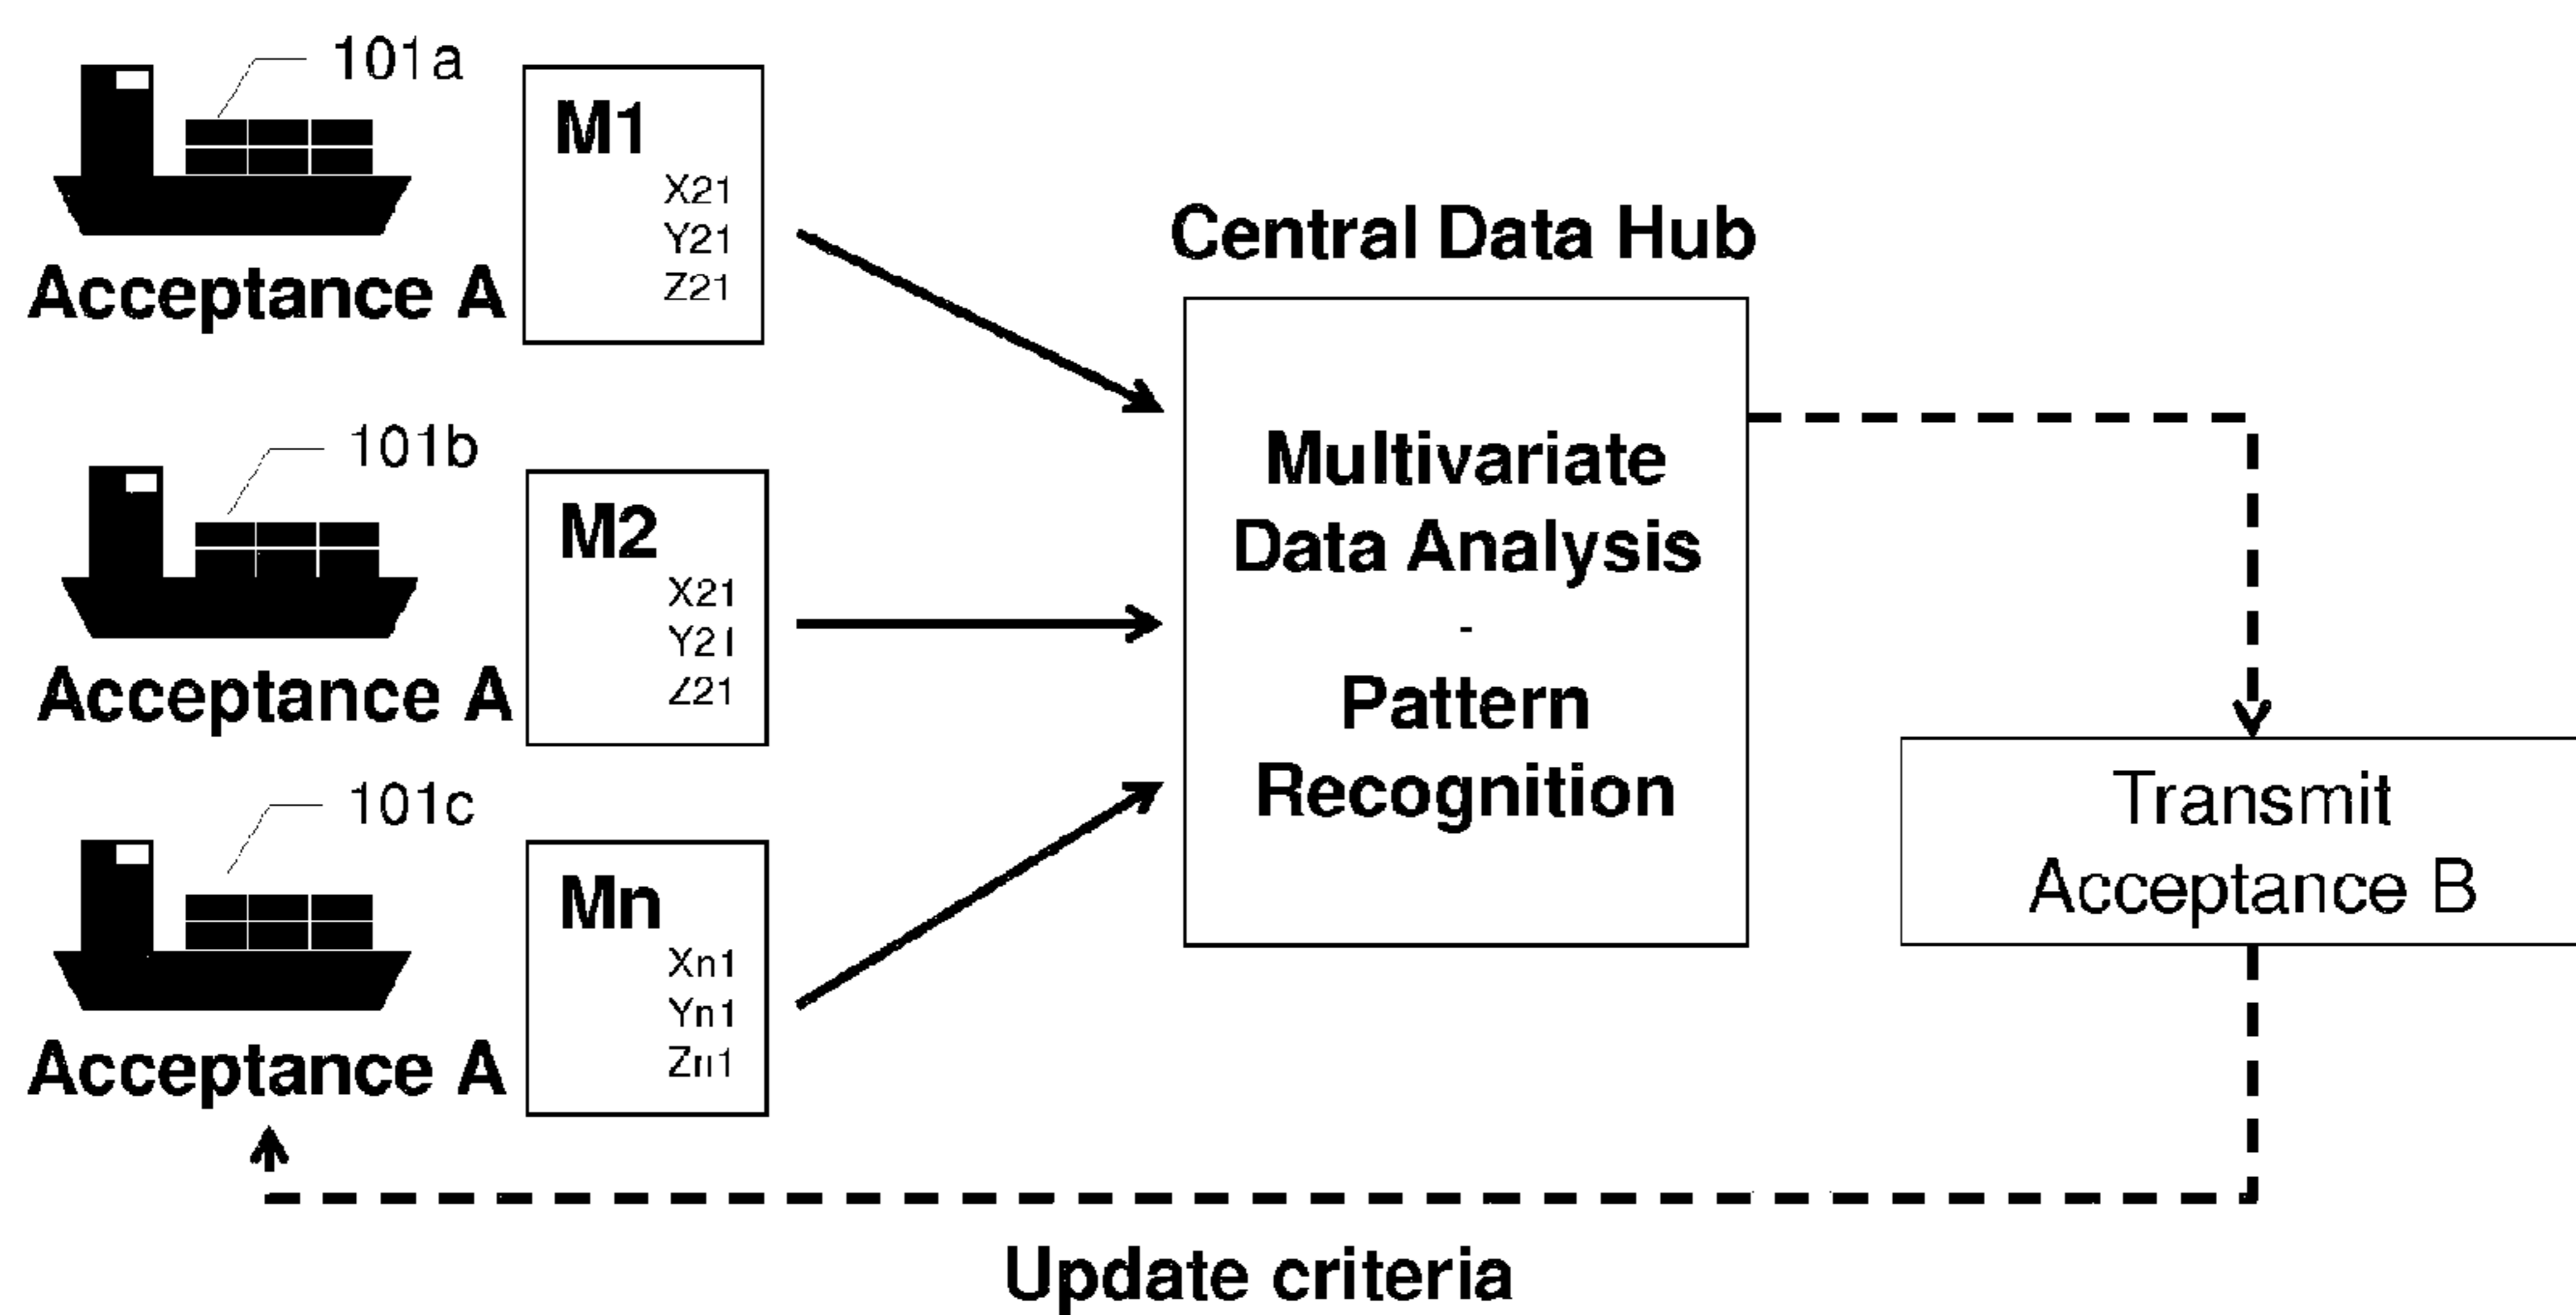 101a
M1
X21
Y21
Z21
Acceptance A
101b
M2
X21
Y21
Z21
Acceptance A
101c
Mn
Xn1
Yn1
Zn1
Acceptance A
Central Data Hub
Multivariate
Data Analysis
-
Pattern
Recognition
Transmit
Acceptance B
Update criteria